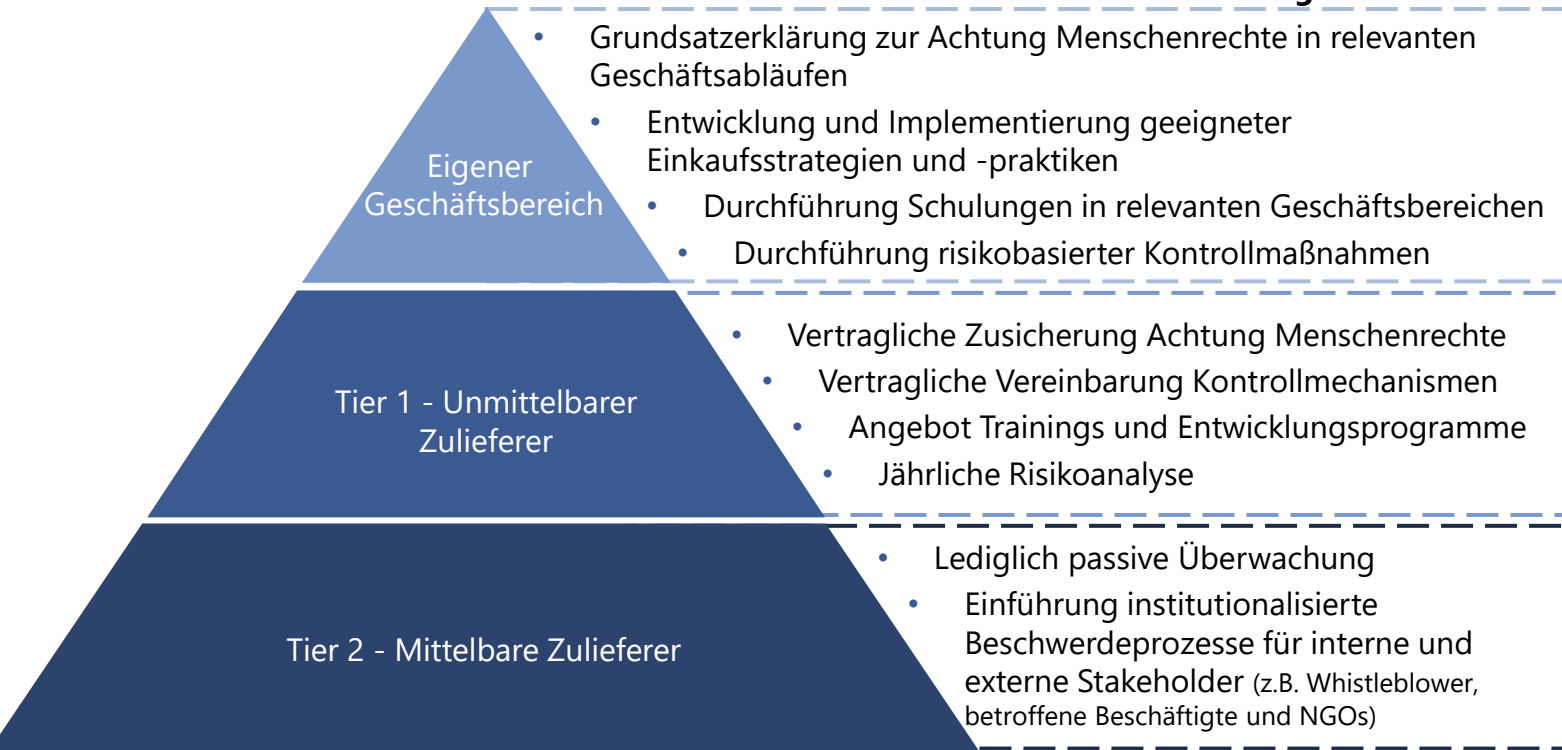 Grundsatzerklärung zur Achtung Menschenrechte in relevanten
Geschäftsabläufen
Entwicklung und Implementierung geeigneter
Einkaufsstrategien und -praktiken
Eigener
Geschäftsbereich
Durchführung Schulungen in relevanten Geschäftsbereichen
Durchführung risikobasierter Kontrollmaßnahmen
Vertragliche Zusicherung Achtung Menschenrechte
Vertragliche Vereinbarung Kontrollmechanismen
Tier 1 - Unmittelbarer
Zulieferer
Angebot Trainings und Entwicklungsprogramme
Jährliche Risikoanalyse
Lediglich passive Überwachung
Einführung institutionalisierte
Beschwerdeprozesse für interne und
externe Stakeholder (z.B. Whistleblower,
betroffene Beschäftigte und NGOs)
Tier 2 - Mittelbare Zulieferer